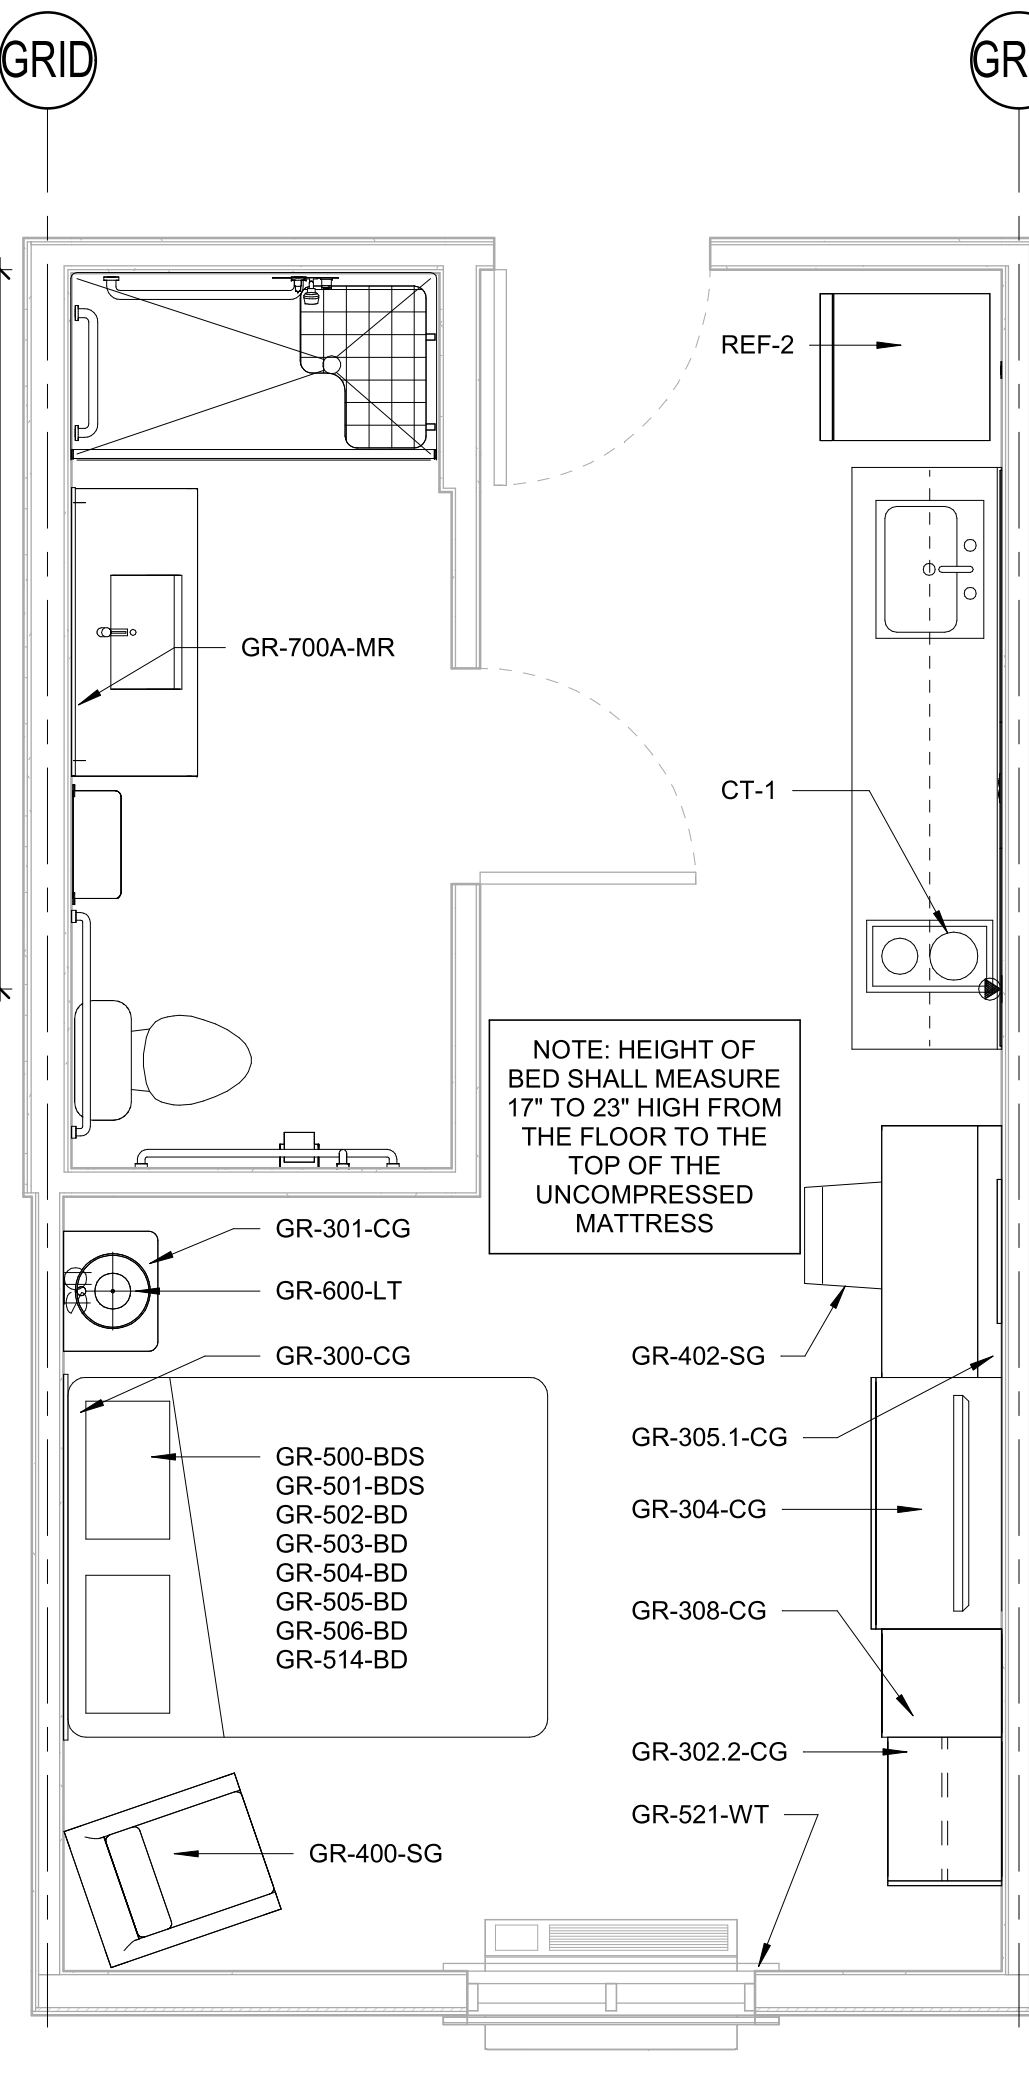 GRID
GR
REF-2
GR-700A-MR
CT-1
NOTE: HEIGHT OF
BED SHALL MEASURE
17" TO 23" HIGH FROM
THE FLOOR TO THE
TOP OF THE
UNCOMPRESSED
MATTRESS
GR-301-CG
GR-600-LT
GR-300-CG
GR-402-SG
GR-305.1-CG
GR-500-BDS
GR-501-BDS
GR-502-BD
GR-503-BD
GR-504-BD
GR-505-BD
GR-506-BD
GR-514-BD
GR-304-CG
GR-308-CG
GR-302.2-CG
GR-521-WT
GR-400-SG